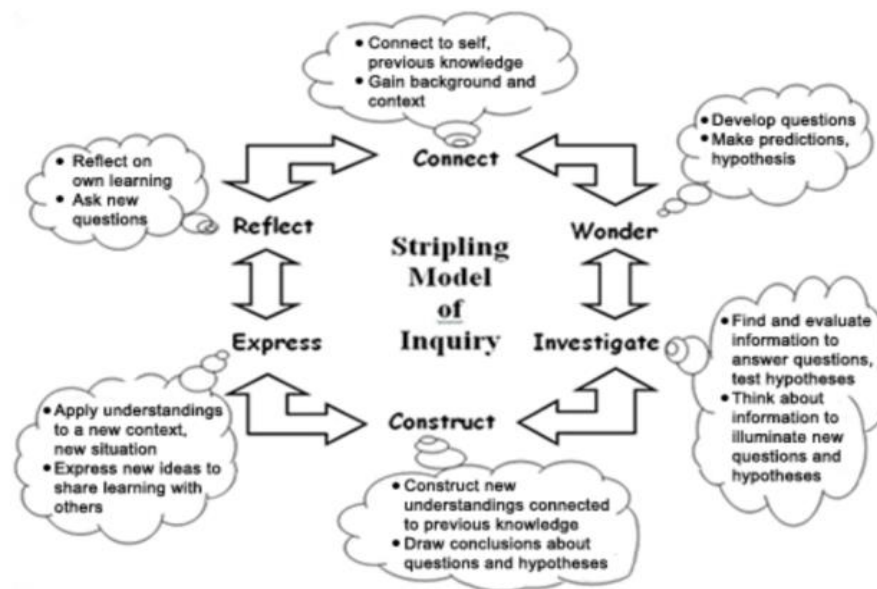 • Connect to self,
previous knowledge
• Gain background and
context
Connect
• Develop questions
• Make predictions,
hypothesis
Wonder
• Find and evaluate
information to
answer questions,
test hypotheses
• Think about
information to
illuminate new
questions and
hypotheses
Investigate
• Construct new
understandings connected
to previous knowledge
• Draw conclusions about
questions and hypotheses
Construct
• Apply understandings
to a new context,
new situation
• Express new ideas to
share learning with
others
Express
• Reflect on
own learning
• Ask new
questions
Reflect
Stripling
Model
of
Inquiry